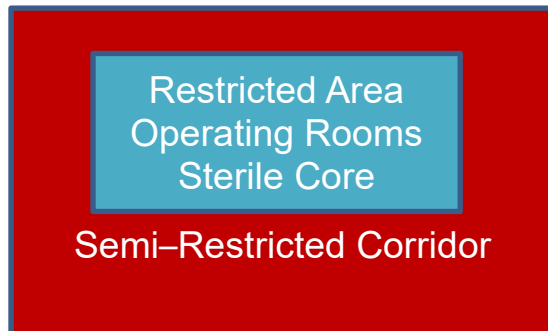 Restricted Area
Operating Rooms
Sterile Core
Semi–Restricted Corridor